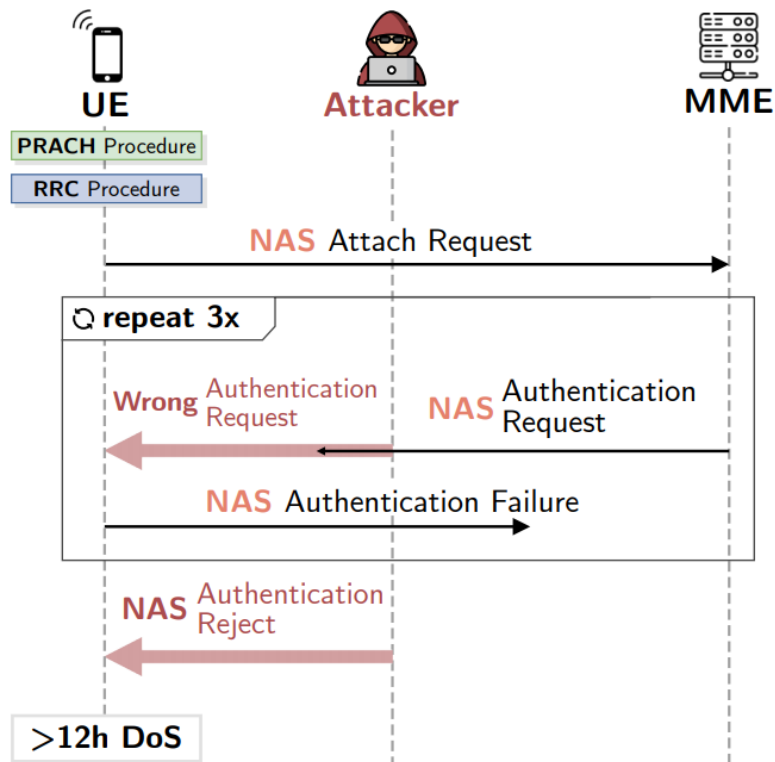 UE
Attacker
MME
PRACH Procedure
RRC Procedure
NAS Attach Request
repeat 3x
Wrong Authentication
Request
NAS Authentication
Request
NAS Authentication Failure
NAS Authentication
Reject
>12h DoS